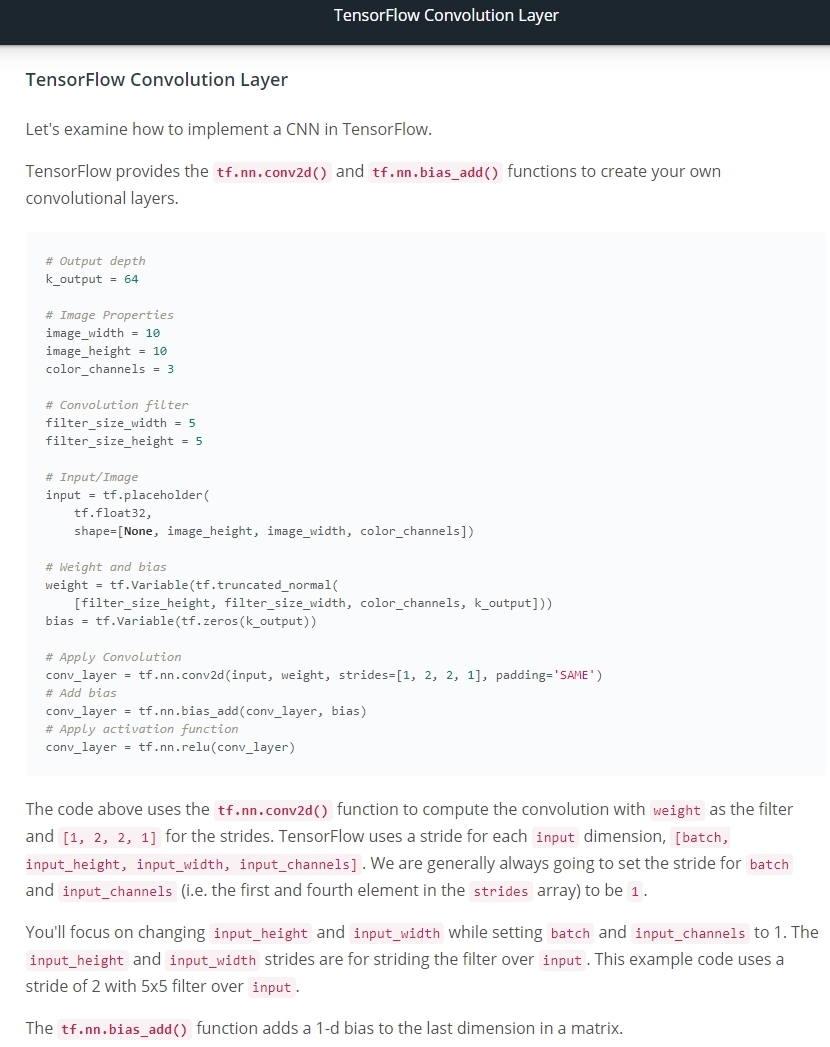 TensorFlow Convolution Layer
TensorFlow Convolution Layer
Let's examine how to implement a CNN in TensorFlow.
TensorFlow provides the tf.nn.conv2d() and tf.nn.bias_add() functions to create your own
convolutional layers.
# Output depth
k_output = 64
# Image Properties
image_width = 10
image_height = 10
color_channels = 3
# Convolution filter
filter_size_width = 5
filter_size_height = 5
# Input/Image
input = tf.placeholder(
    tf.float32,
    shape=[None, image_height, image_width, color_channels])
# Weight and bias
weight = tf.Variable(tf.truncated_normal(
    [filter_size_height, filter_size_width, color_channels, k_output]))
bias = tf.Variable(tf.zeros(k_output))
# Apply Convolution
conv_layer = tf.nn.conv2d(input, weight, strides=[1, 2, 2, 1], padding='SAME')
# Add bias
conv_layer = tf.nn.bias_add(conv_layer, bias)
# Apply activation function
conv_layer = tf.nn.relu(conv_layer)
The code above uses the tf.nn.conv2d() function to compute the convolution with weight as the filter
and [1, 2, 2, 1] for the strides. TensorFlow uses a stride for each input dimension, [batch,
input_height, input_width, input_channels]. We are generally always going to set the stride for batch
and input_channels (i.e. the first and fourth element in the strides array) to be 1.
You'll focus on changing input_height and input_width while setting batch and input_channels to 1. The
input_height and input_width strides are for striding the filter over input. This example code uses a
stride of 2 with 5x5 filter over input.
The tf.nn.bias_add() function adds a 1-d bias to the last dimension in a matrix.